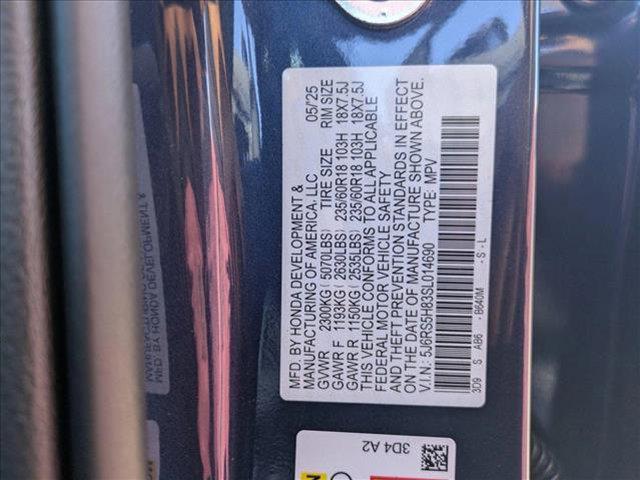 MFD. BY HONDA DEVELOPMENT &
MANUFACTURING OF AMERICA, LLC 05/25
GVWR 2300KG (5070LBS) TIRE SIZE RIM SIZE
GAWR F 1193KG (2630LBS) 235/60R18 103H 18X7.5J
GAWR R 1150KG (2535LBS) 235/60R18 103H 18X7.5J
THIS VEHICLE CONFORMS TO ALL APPLICABLE
FEDERAL MOTOR VEHICLE SAFETY
AND THEFT PREVENTION STANDARDS IN EFFECT
ON THE DATE OF MANUFACTURE SHOWN ABOVE.
V.I.N.: 5J6RS5H83SL014690 TYPE: MPV
3D9 S AB6 - B640M - S - L
3D4 A2